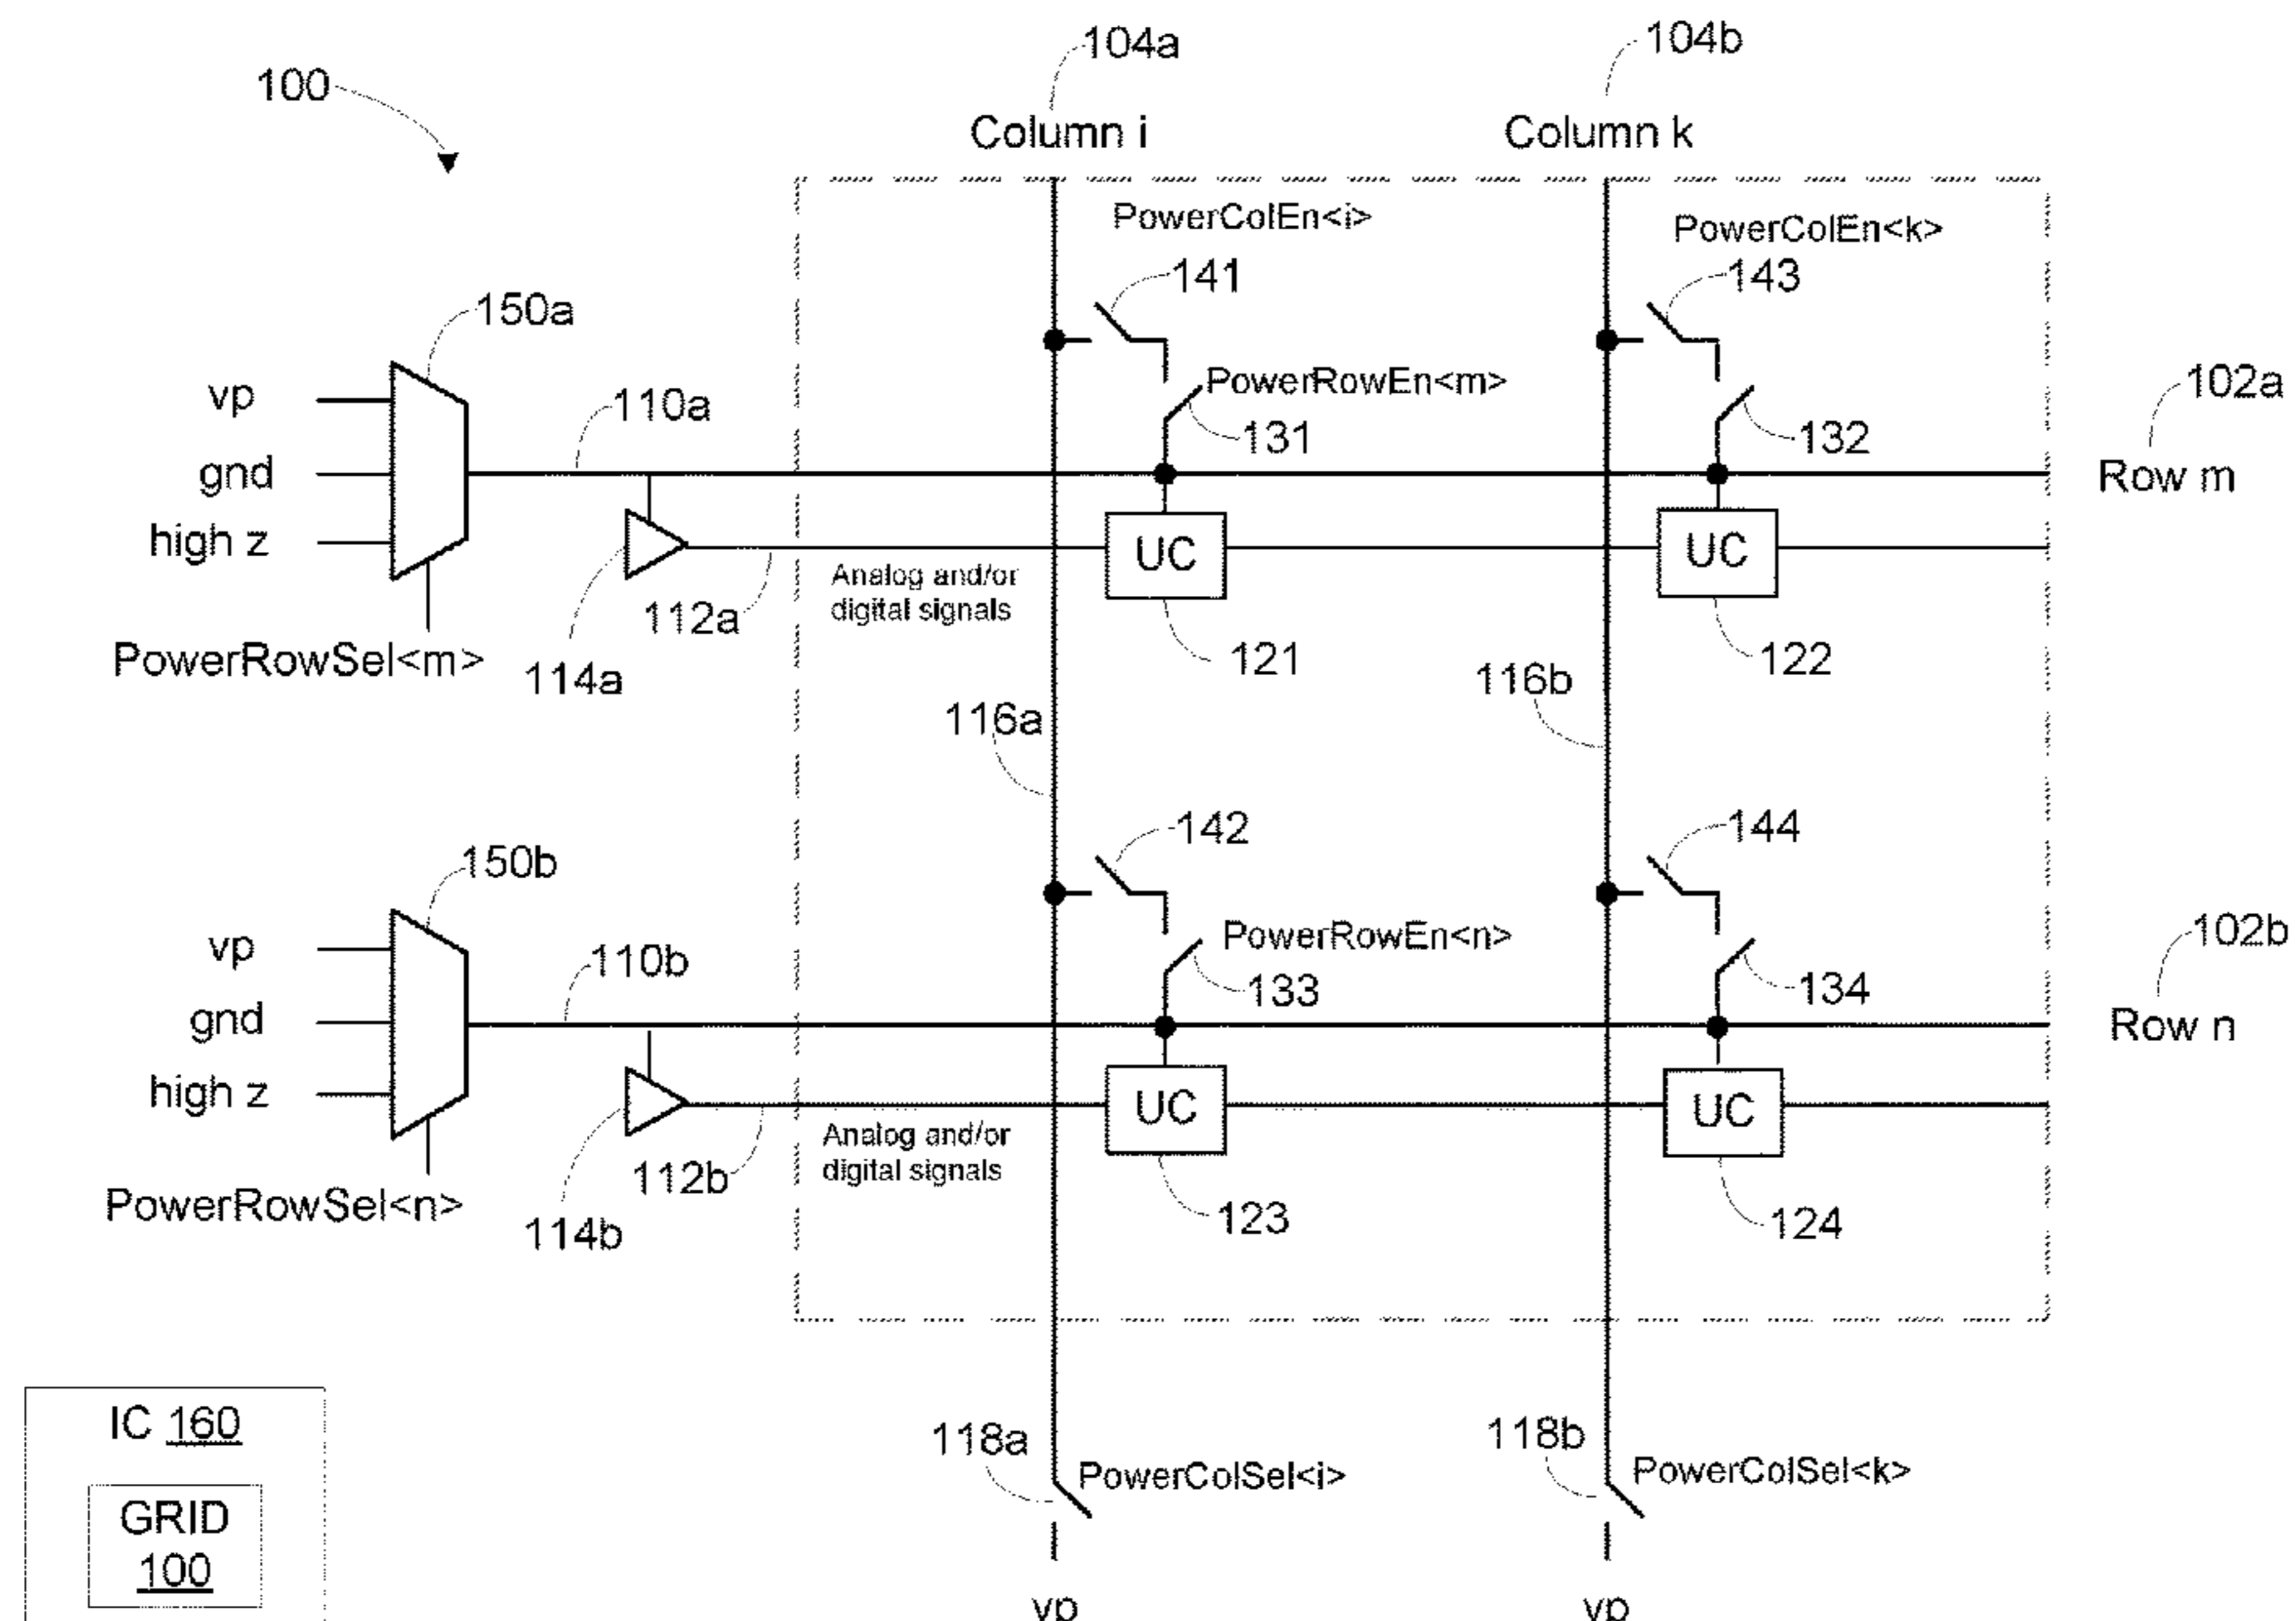 100
104a
104b
Column i
Column k
PowerColEn<i>
PowerColEn<k>
141
143
150a
vp
110a
PowerRowEn<m>
131
132
102a
gnd
Row m
high z
UC
UC
Analog and/or
digital signals
112a
PowerRowSel<m>
114a
121
122
116a
116b
142
144
150b
vp
110b
PowerRowEn<n>
133
134
102b
gnd
Row n
high z
UC
UC
Analog and/or
digital signals
112b
PowerRowSel<n>
114b
123
124
IC 160
GRID
100
118a
PowerColSel<i>
118b
PowerColSel<k>
vp
vp